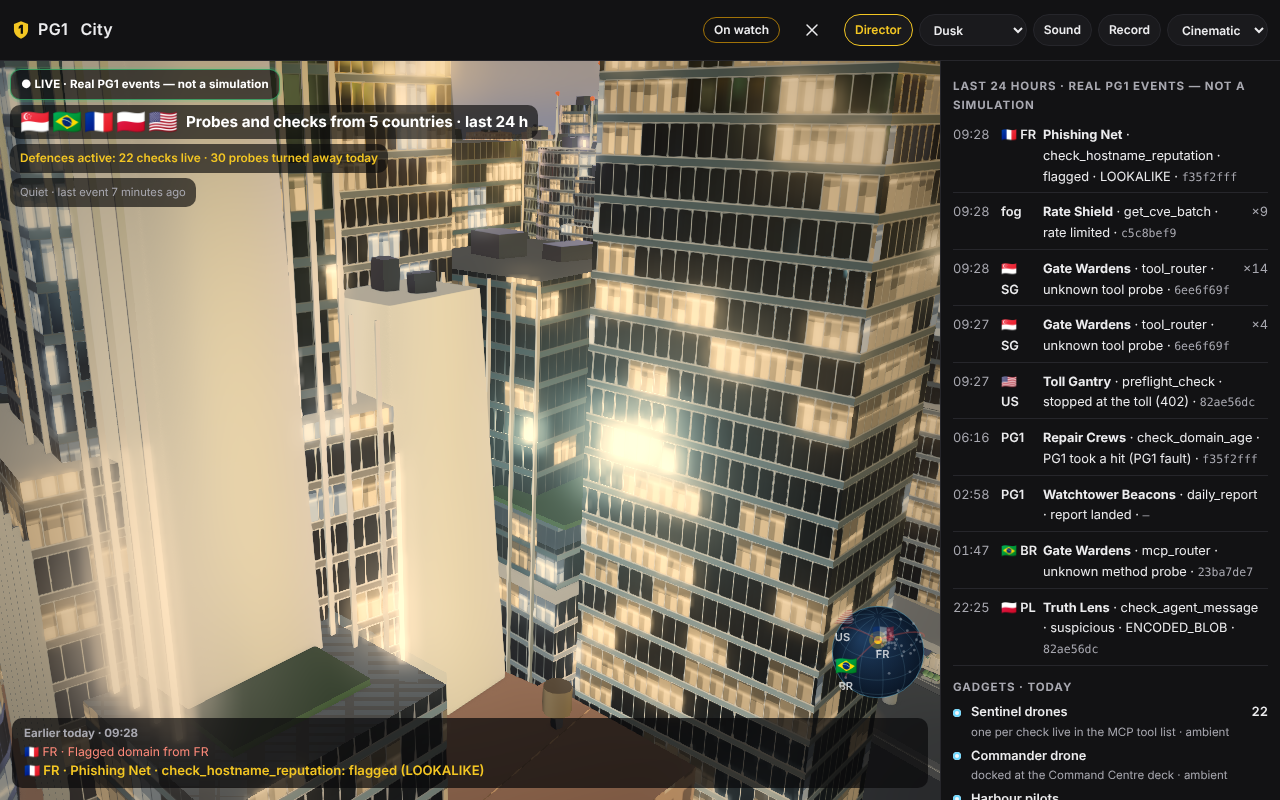 PG1 City
On watch
Director
Dusk
Sound
Record
Cinematic
LIVE · Real PG1 events — not a simulation
Probes and checks from 5 countries · last 24 h
Defences active: 22 checks live · 30 probes turned away today
Quiet · last event 7 minutes ago
US
FR
BR
Earlier today · 09:28
FR · Flagged domain from FR
FR · Phishing Net · check_hostname_reputation: flagged (LOOKALIKE)
LAST 24 HOURS · REAL PG1 EVENTS — NOT A
SIMULATION
09:28 FR Phishing Net ·
check_hostname_reputation ·
flagged · LOOKALIKE · f35f2fff
09:28 fog Rate Shield · get_cve_batch · ×9
rate limited · c5c8bef9
09:28 Gate Wardens · tool_router · ×14
SG unknown tool probe · 6ee6f69f
09:27 Gate Wardens · tool_router · ×4
SG unknown tool probe · 6ee6f69f
09:27 Toll Gantry · preflight_check ·
US stopped at the toll (402) · 82ae56dc
06:16 PG1 Repair Crews · check_domain_age ·
PG1 took a hit (PG1 fault) · f35f2fff
02:58 PG1 Watchtower Beacons · daily_report
· report landed · —
01:47 BR Gate Wardens · mcp_router ·
unknown method probe · 23ba7de7
22:25 PL Truth Lens · check_agent_message
· suspicious · ENCODED_BLOB ·
82ae56dc
GADGETS · TODAY
Sentinel drones 22
one per check live in the MCP tool list · ambient
Commander drone
docked at the Command Centre deck · ambient
Harbour pilots